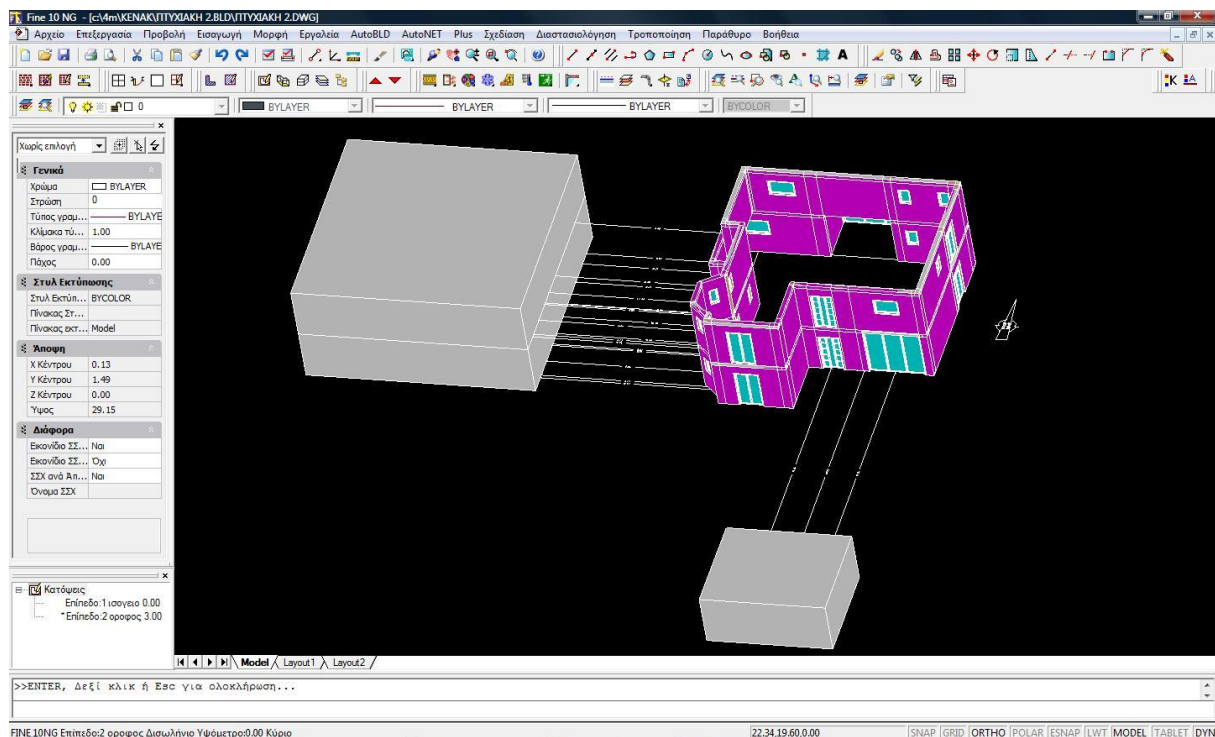 Fine 10 NG - [c:\4m\KENAK\ΠΤΥΧΙΑΚΗ 2.BLD\ΠΤΥΧΙΑΚΗ 2.DWG]
Αρχείο Επεξεργασία Προβολή Εισαγωγή Μορφή Εργαλεία AutoBLD AutoNET Plus Σχεδίαση Διαστασιολόγηση Τροποποίηση Παράθυρο Βοήθεια
0 BYLAYER BYLAYER BYLAYER BYCOLOR
Χωρίς επιλογή
Γενικά
Χρώμα BYLAYER
Στρώση 0
Τύπος γραμ... BYLAYE
Κλίμακα τύ... 1.00
Βάρος γραμ... BYLAYE
Πάχος 0.00
Στυλ Εκτύπωσης
Στυλ Εκτύπ... BYCOLOR
Πίνακας Στ...
Πίνακας εκτ... Model
Άποψη
X Κέντρου 0.13
Y Κέντρου 1.49
Z Κέντρου 0.00
Υψος 29.15
Διάφορα
Εικονίδιο ΣΣ... Ναι
Εικονίδιο ΣΣ... Όχι
ΣΣΧ ανά Άπ... Ναι
Όνομα ΣΣΧ
Κατόψεις
Επίπεδο:1 ισογειο 0.00
*Επίπεδο:2 οροφος 3.00
Model Layout1 Layout2
>>ENTER, Δεξί κλικ ή Esc για ολοκλήρωση...
FINE 10NG Επίπεδο:2 οροφος Δισωλήνιο Υψόμετρο:0.00 Κύριο 22.34,19.60,0.00 SNAP GRID ORTHO POLAR ESNAP LWT MODEL TABLET DYN